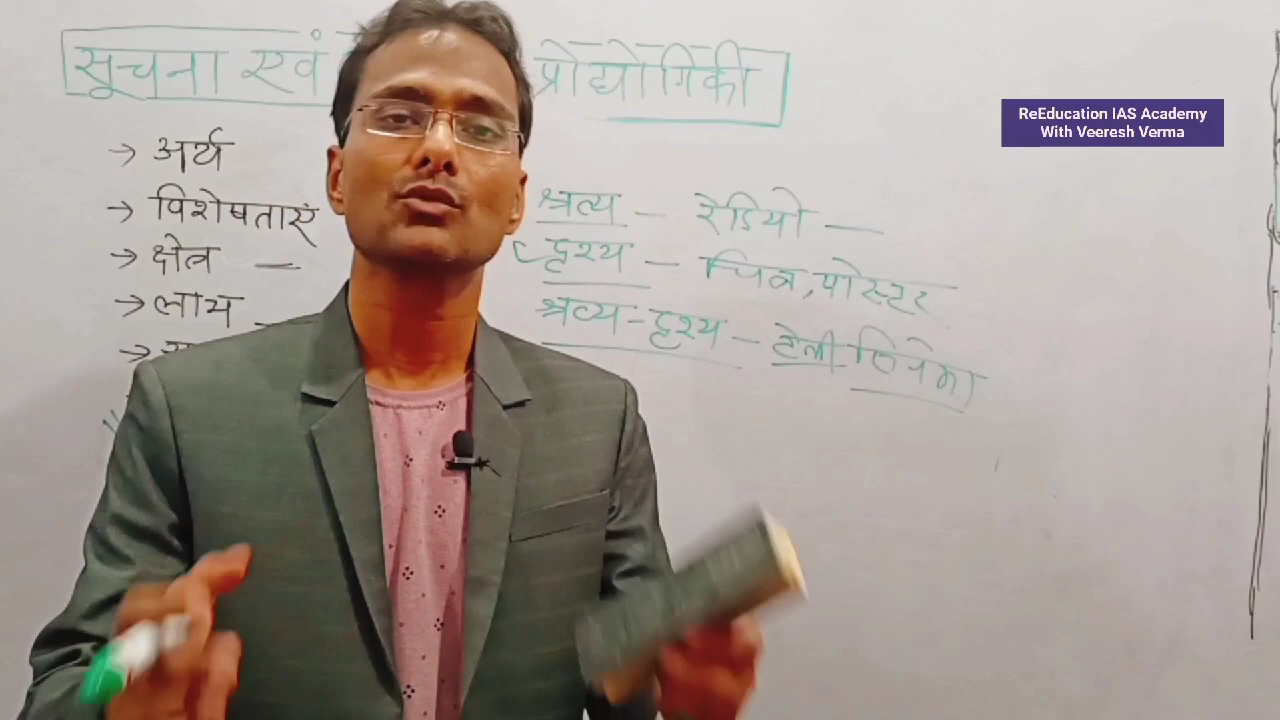 सूचना एवं प्रोद्योगिकी
ReEducation IAS Academy
With Veeresh Verma
→ अर्थ
→ विशेषताएं
→ क्षेत्र —
→ लाभ —
श्रव्य — रेडियो —
दृश्य — चित्र, पोस्टर
श्रव्य-दृश्य — टेली सिनेमा